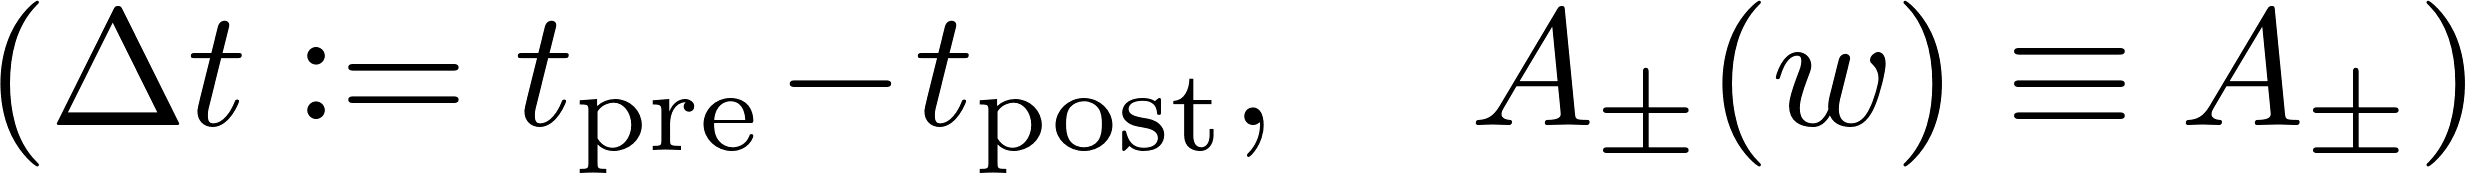 (Δt := t_pre − t_post, A_±(w) ≡ A_±)